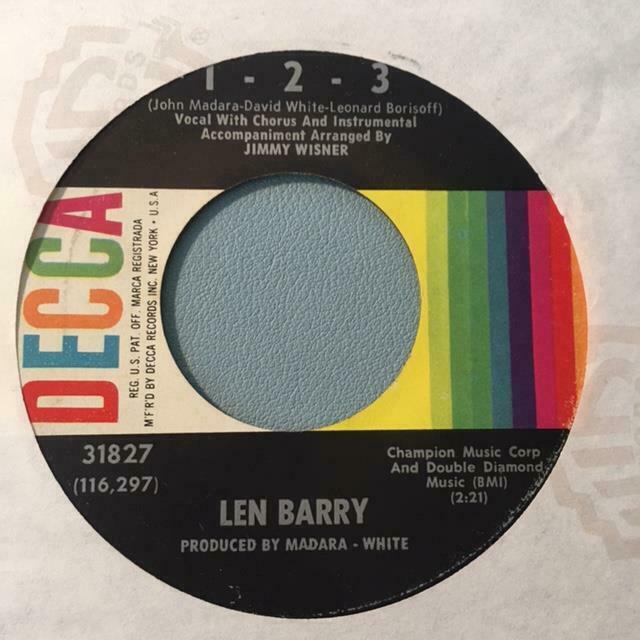 1 - 2 - 3
(John Madara-David White-Leonard Borisoff)
Vocal With Chorus And Instrumental
Accompaniment Arranged By
JIMMY WISNER
DECCA
REG. U.S. PAT. OFF. MARCA REGISTRADA
M'F'R'D BY DECCA RECORDS INC. NEW YORK • U.S.A
31827
(116,297)
Champion Music Corp
And Double Diamond
Music (BMI)
(2:21)
LEN BARRY
PRODUCED BY MADARA - WHITE